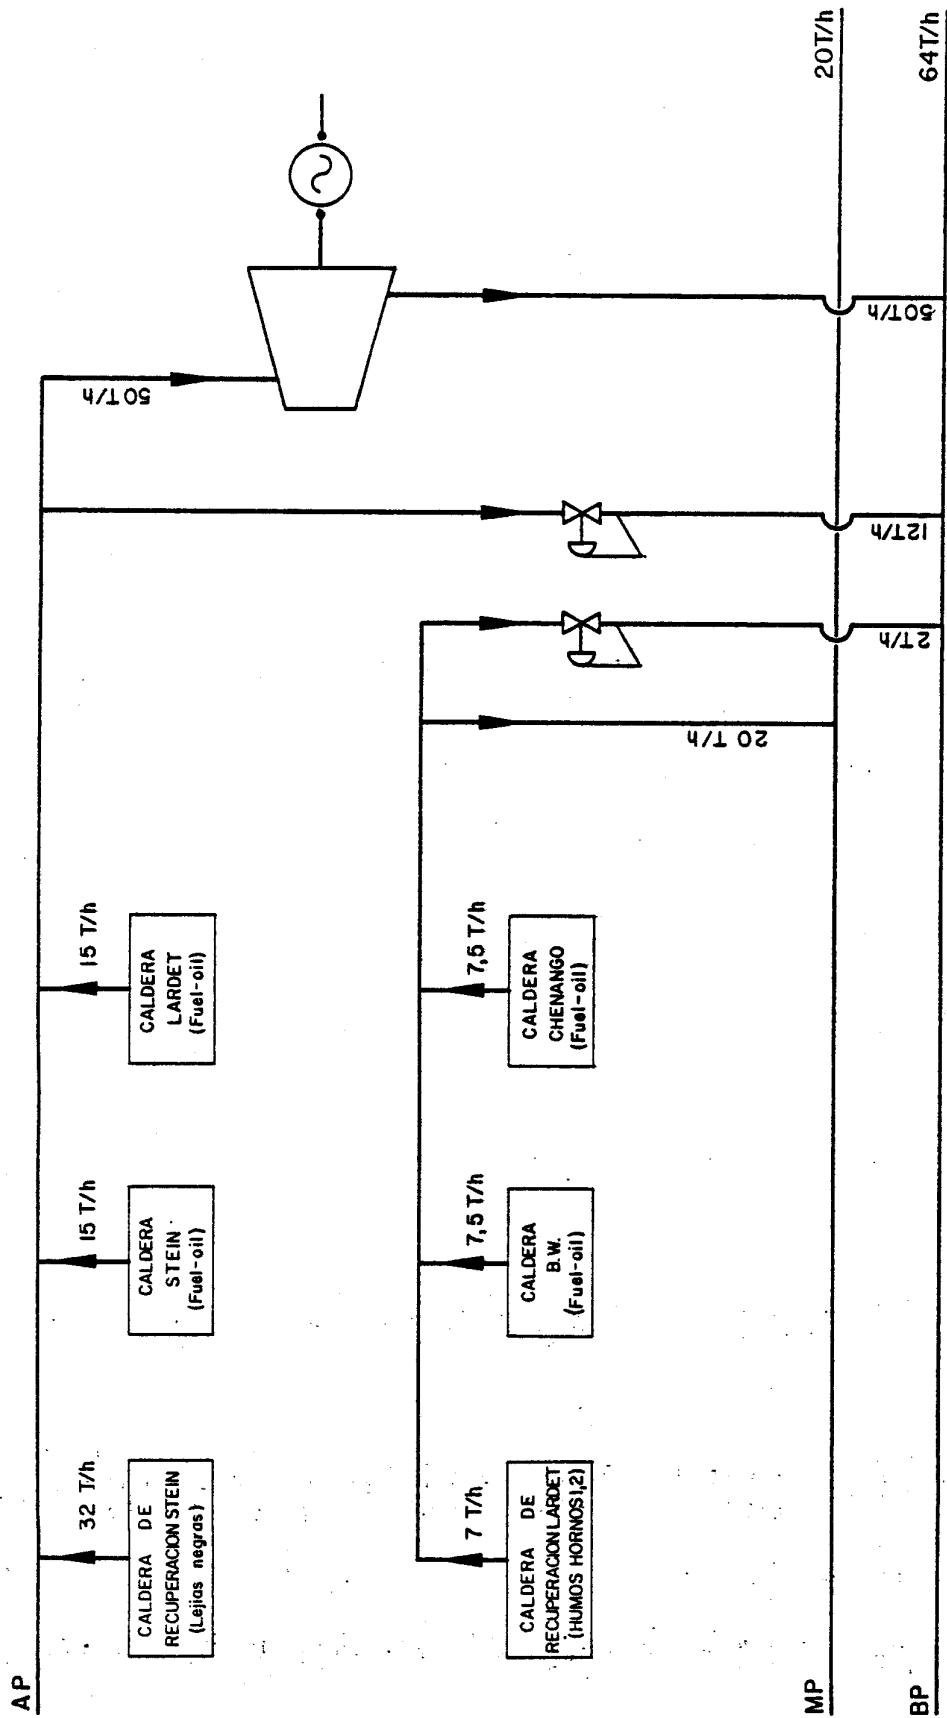 AP
32 T/h
CALDERA DE
RECUPERACION STEIN
(Lejias negras)
15 T/h
CALDERA
STEIN
(Fuel-oil)
15 T/h
CALDERA
LARDET
(Fuel-oil)
50T/h
7 T/h
CALDERA DE
RECUPERACION LARDET
(HUMOS HORNOS 1,2)
7,5 T/h
CALDERA
B.W.
(Fuel-oil)
7,5 T/h
CALDERA
CHENANGO
(Fuel-oil)
20 T/h
2T/h
12T/h
50T/h
MP
20T/h
BP
64T/h